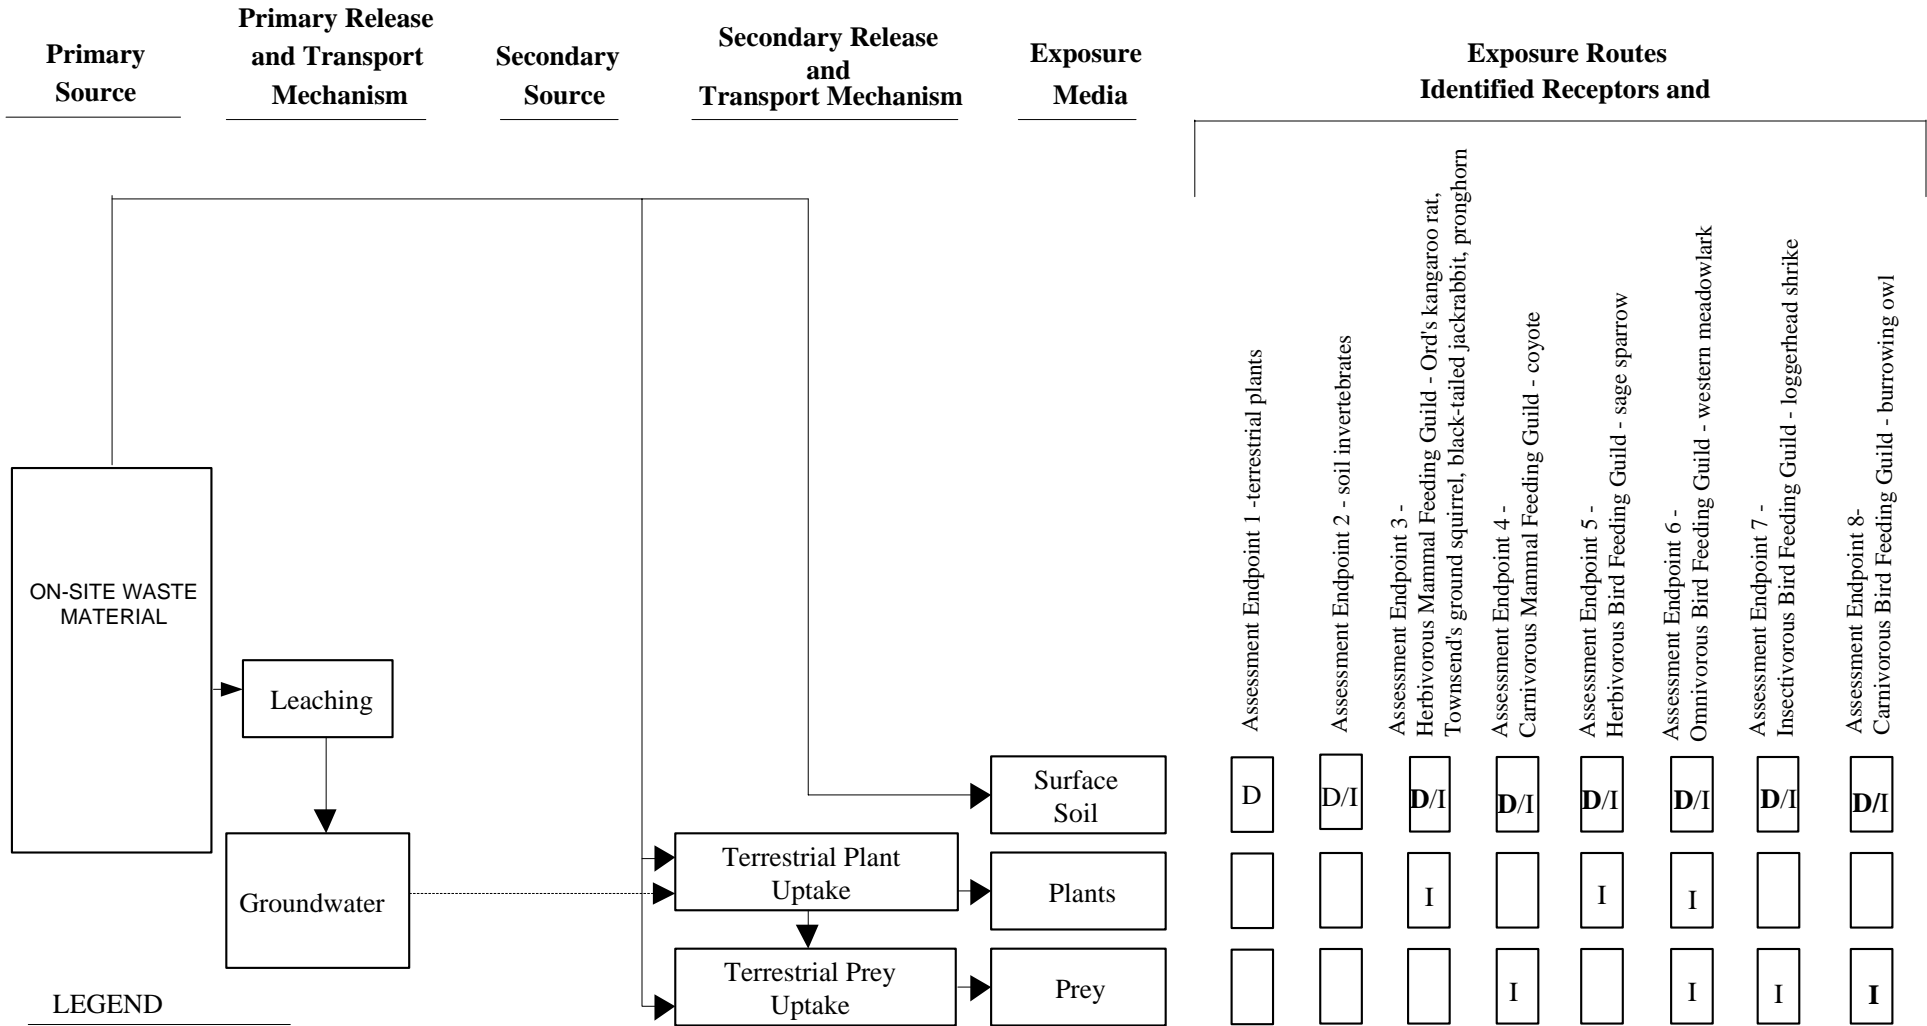 Primary
Source
Primary Release
and Transport
Mechanism
Secondary
Source
Secondary Release
and
Transport Mechanism
Exposure
Media
Exposure Routes
Identified Receptors and
Assessment Endpoint 1 -terrestrial plants
Assessment Endpoint 2 - soil invertebrates
Assessment Endpoint 3 -
Herbivorous Mammal Feeding Guild - Ord's kangaroo rat,
Townsend's ground squirrel, black-tailed jackrabbit, pronghorn
Assessment Endpoint 4 -
Carnivorous Mammal Feeding Guild - coyote
Assessment Endpoint 5 -
Herbivorous Bird Feeding Guild - sage sparrow
Assessment Endpoint 6 -
Omnivorous Bird Feeding Guild - western meadowlark
Assessment Endpoint 7 -
Insectivorous Bird Feeding Guild - loggerhead shrike
Assessment Endpoint 8-
Carnivorous Bird Feeding Guild - burrowing owl
ON-SITE WASTE
MATERIAL
Leaching
Groundwater
Surface
Soil
D D/I D/I D/I D/I D/I D/I D/I
Terrestrial Plant
Uptake
Plants
I I I
Terrestrial Prey
Uptake
Prey
I I I I
LEGEND